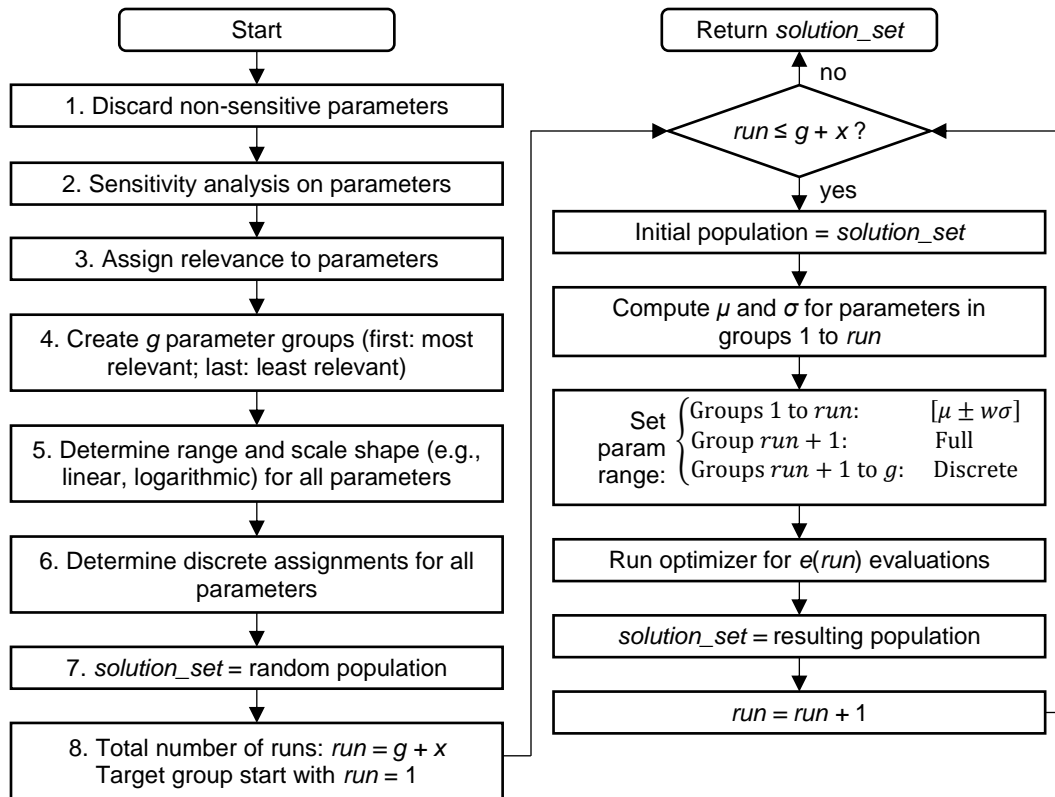 Start
1. Discard non-sensitive parameters
2. Sensitivity analysis on parameters
3. Assign relevance to parameters
4. Create g parameter groups (first: most
relevant; last: least relevant)
5. Determine range and scale shape (e.g.,
linear, logarithmic) for all parameters
6. Determine discrete assignments for all
parameters
7. solution_set = random population
8. Total number of runs: run = g + x
Target group start with run = 1
Return solution_set
no
run ≤ g + x ?
yes
Initial population = solution_set
Compute μ and σ for parameters in
groups 1 to run
Set
param
range:
Groups 1 to run: [μ ± wσ]
Group run + 1: Full
Groups run + 1 to g: Discrete
Run optimizer for e(run) evaluations
solution_set = resulting population
run = run + 1